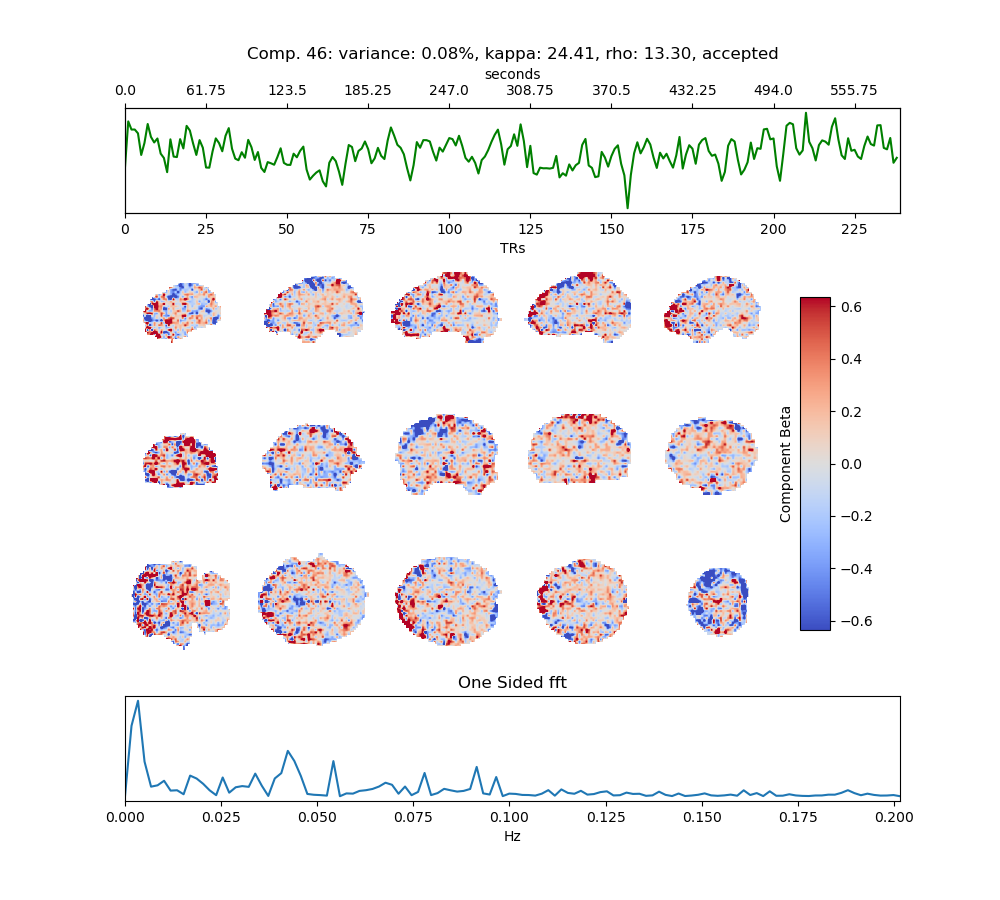 Comp. 46: variance: 0.08%, kappa: 24.41, rho: 13.30, accepted
seconds
0.0 61.75 123.5 185.25 247.0 308.75 370.5 432.25 494.0 555.75
0 25 50 75 100 125 150 175 200 225
TRs
0.6
0.4
0.2
0.0
−0.2
−0.4
−0.6
Component Beta
One Sided fft
0.000 0.025 0.050 0.075 0.100 0.125 0.150 0.175 0.200
Hz